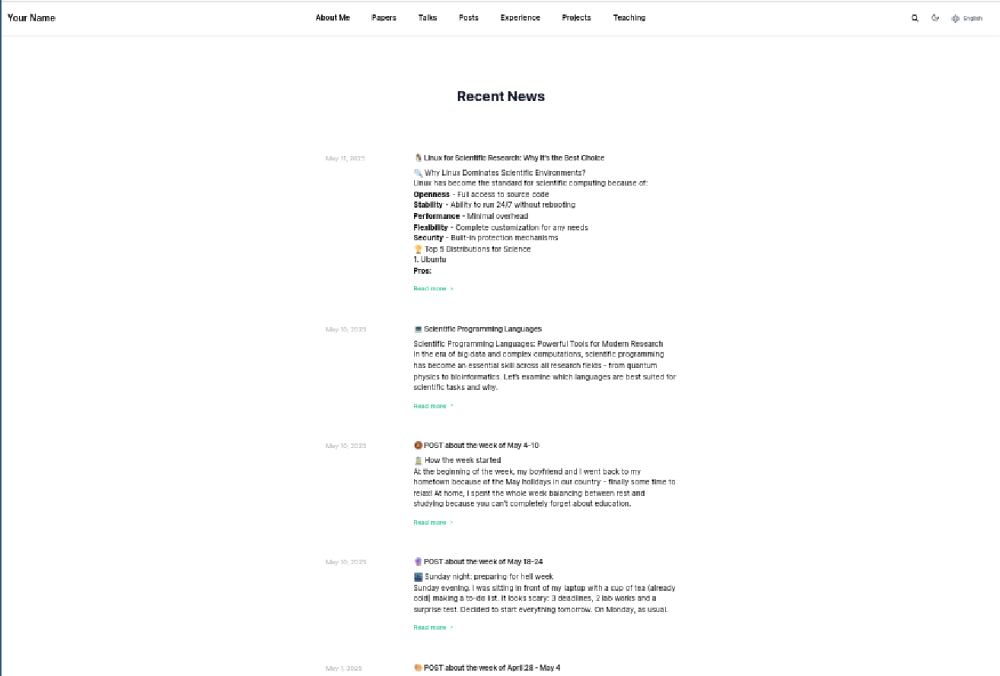 Your Name
About Me Papers Talks Posts Experience Projects Teaching
English
Recent News
May 11, 2025
🐧 Linux for Scientific Research: Why It's the Best Choice
🔍 Why Linux Dominates Scientific Environments?
Linux has become the standard for scientific computing because of:
Openness - Full access to source code
Stability - Ability to run 24/7 without rebooting
Performance - Minimal overhead
Flexibility - Complete customization for any needs
Security - Built-in protection mechanisms
🏆 Top 5 Distributions for Science
1. Ubuntu
Pros:
Read more >
May 10, 2025
💻 Scientific Programming Languages
Scientific Programming Languages: Powerful Tools for Modern Research
In the era of big data and complex computations, scientific programming
has become an essential skill across all research fields - from quantum
physics to bioinformatics. Let's examine which languages are best suited for
scientific tasks and why.
Read more >
May 10, 2025
POST about the week of May 4-10
How the week started
At the beginning of the week, my boyfriend and I went back to my
hometown because of the May holidays in our country - finally some time to
relax! At home, I spent the whole week balancing between rest and
studying because you can't completely forget about education.
Read more >
May 10, 2025
🔮 POST about the week of May 18-24
🌃 Sunday night: preparing for hell week
Sunday evening, I was sitting in front of my laptop with a cup of tea (already
cold) making a to-do list. It looks scary: 3 deadlines, 2 lab works and a
surprise test. Decided to start everything tomorrow. On Monday, as usual.
Read more >
May 1, 2025
🎨 POST about the week of April 28 - May 4